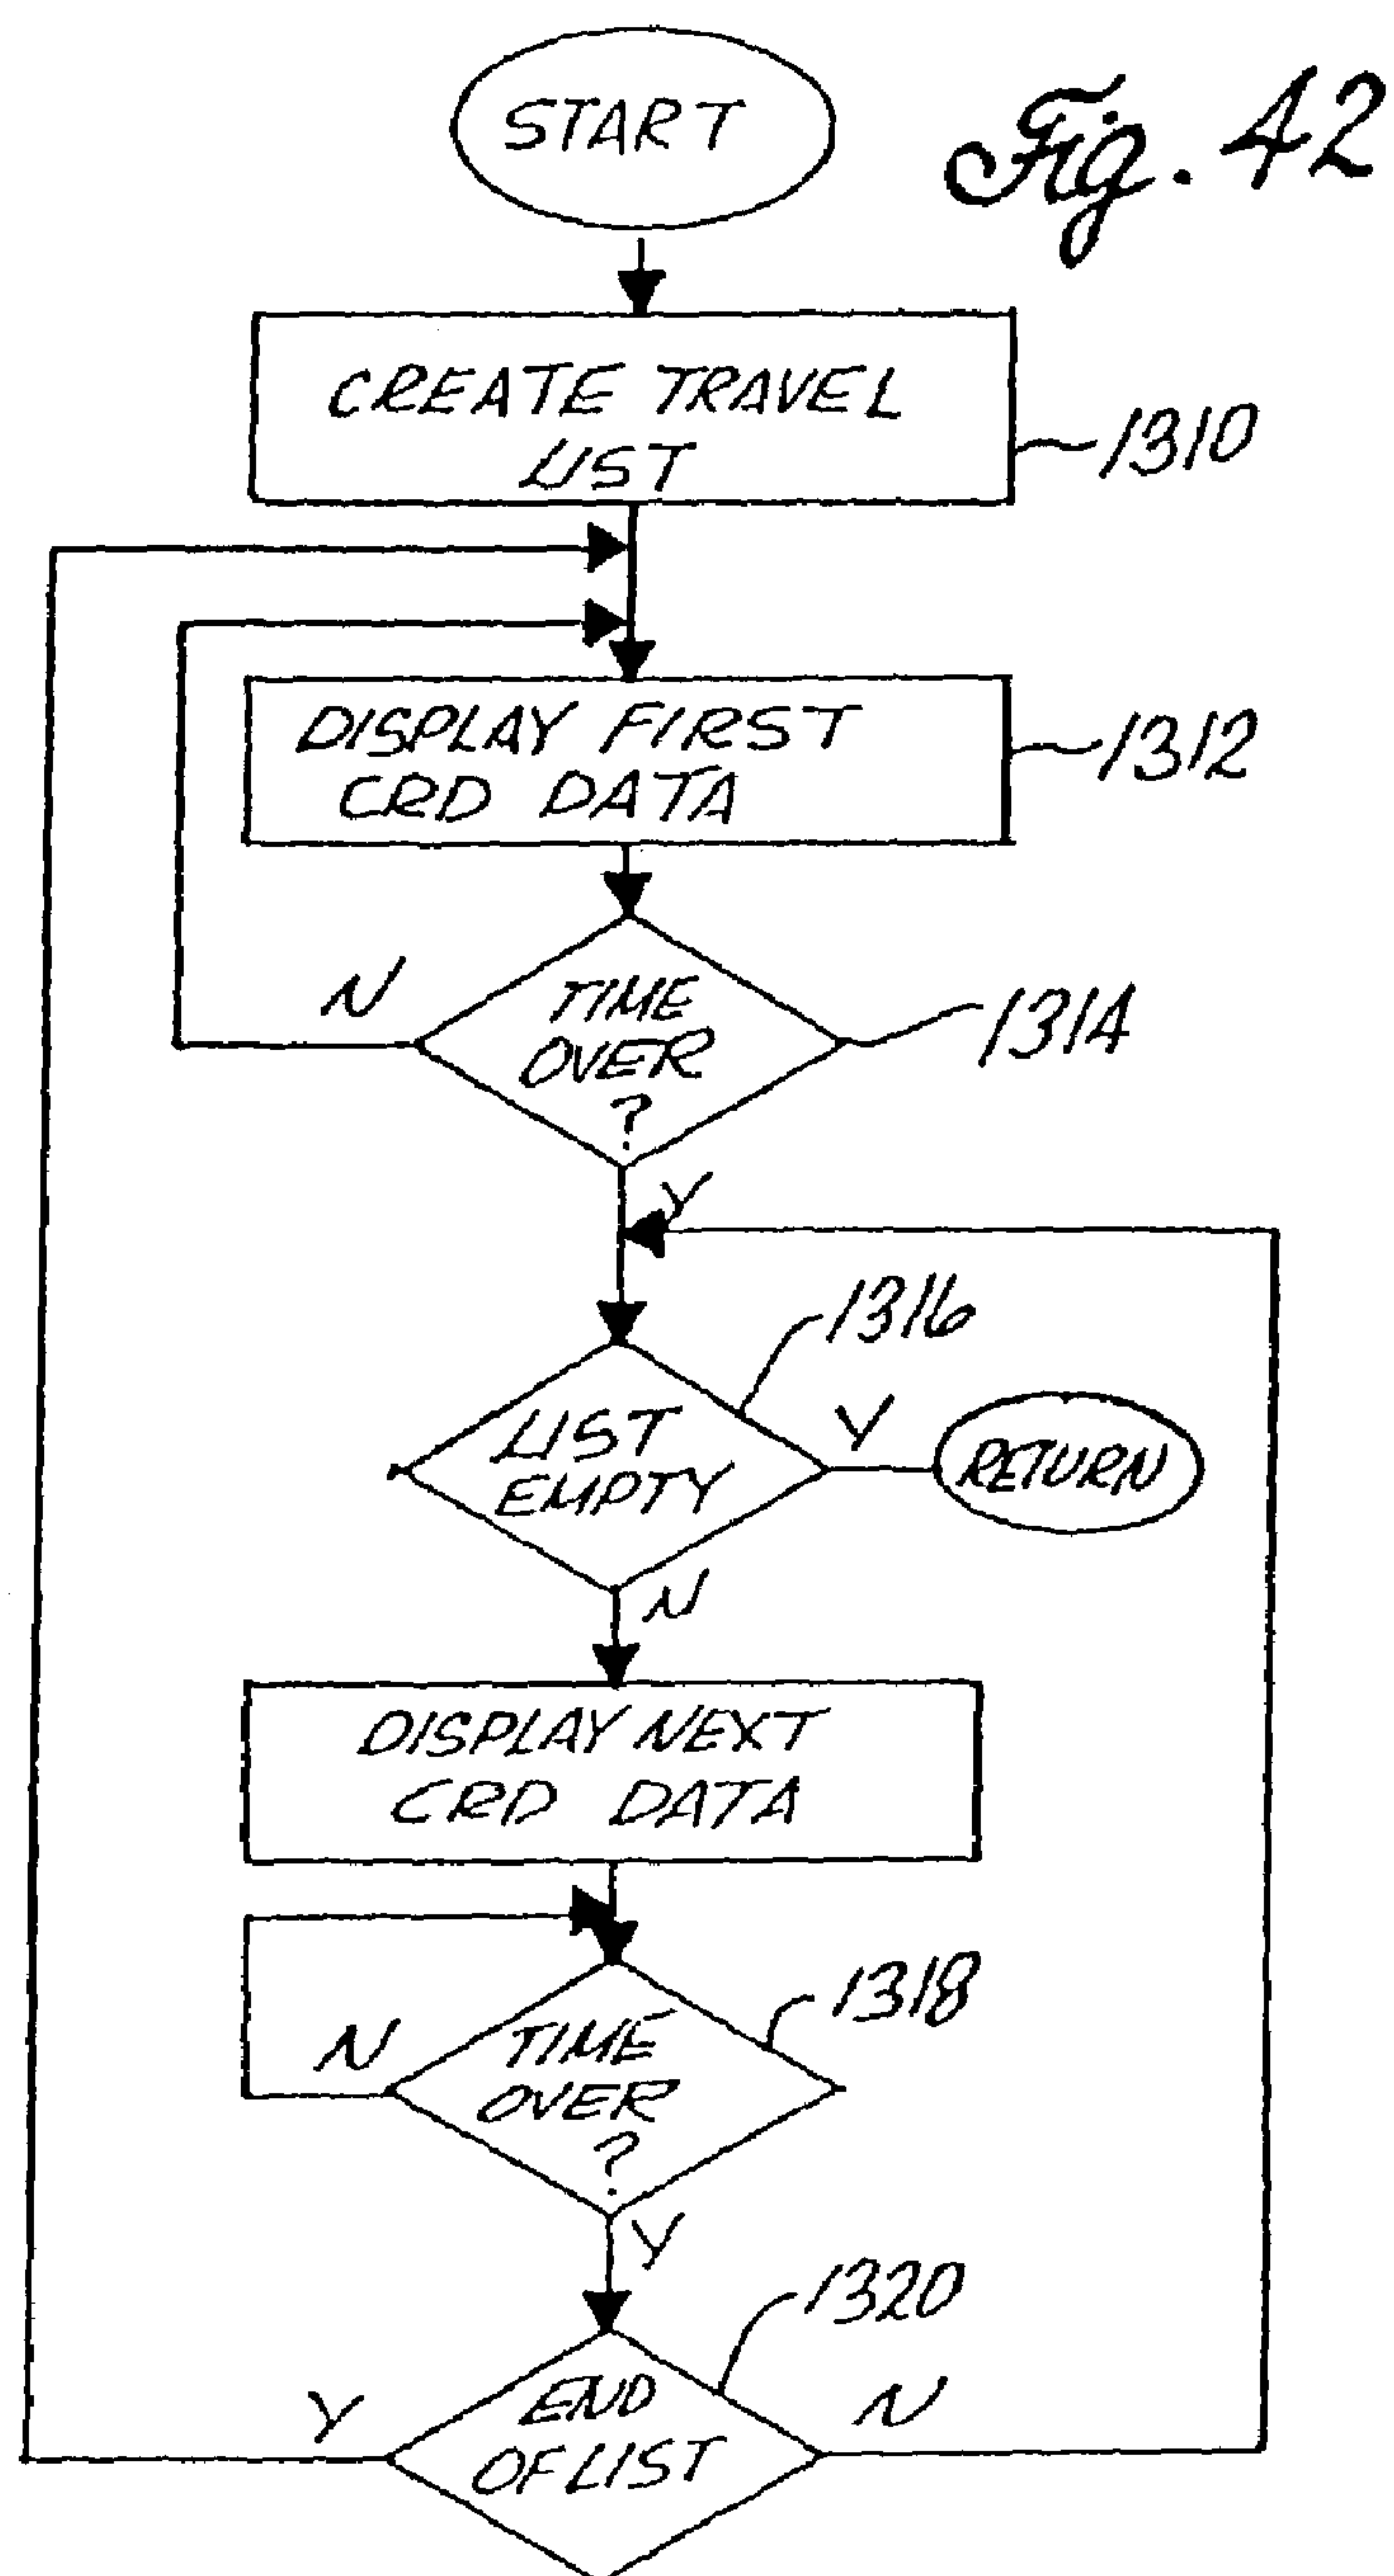 START
Fig. 42
CREATE TRAVEL
LIST
1310
DISPLAY FIRST
CRD DATA
1312
N
TIME
OVER
?
1314
Y
1316
LIST
EMPTY
Y
RETURN
N
DISPLAY NEXT
CRD DATA
1318
N
TIME
OVER
?
Y
1320
Y
END
OF LIST
N